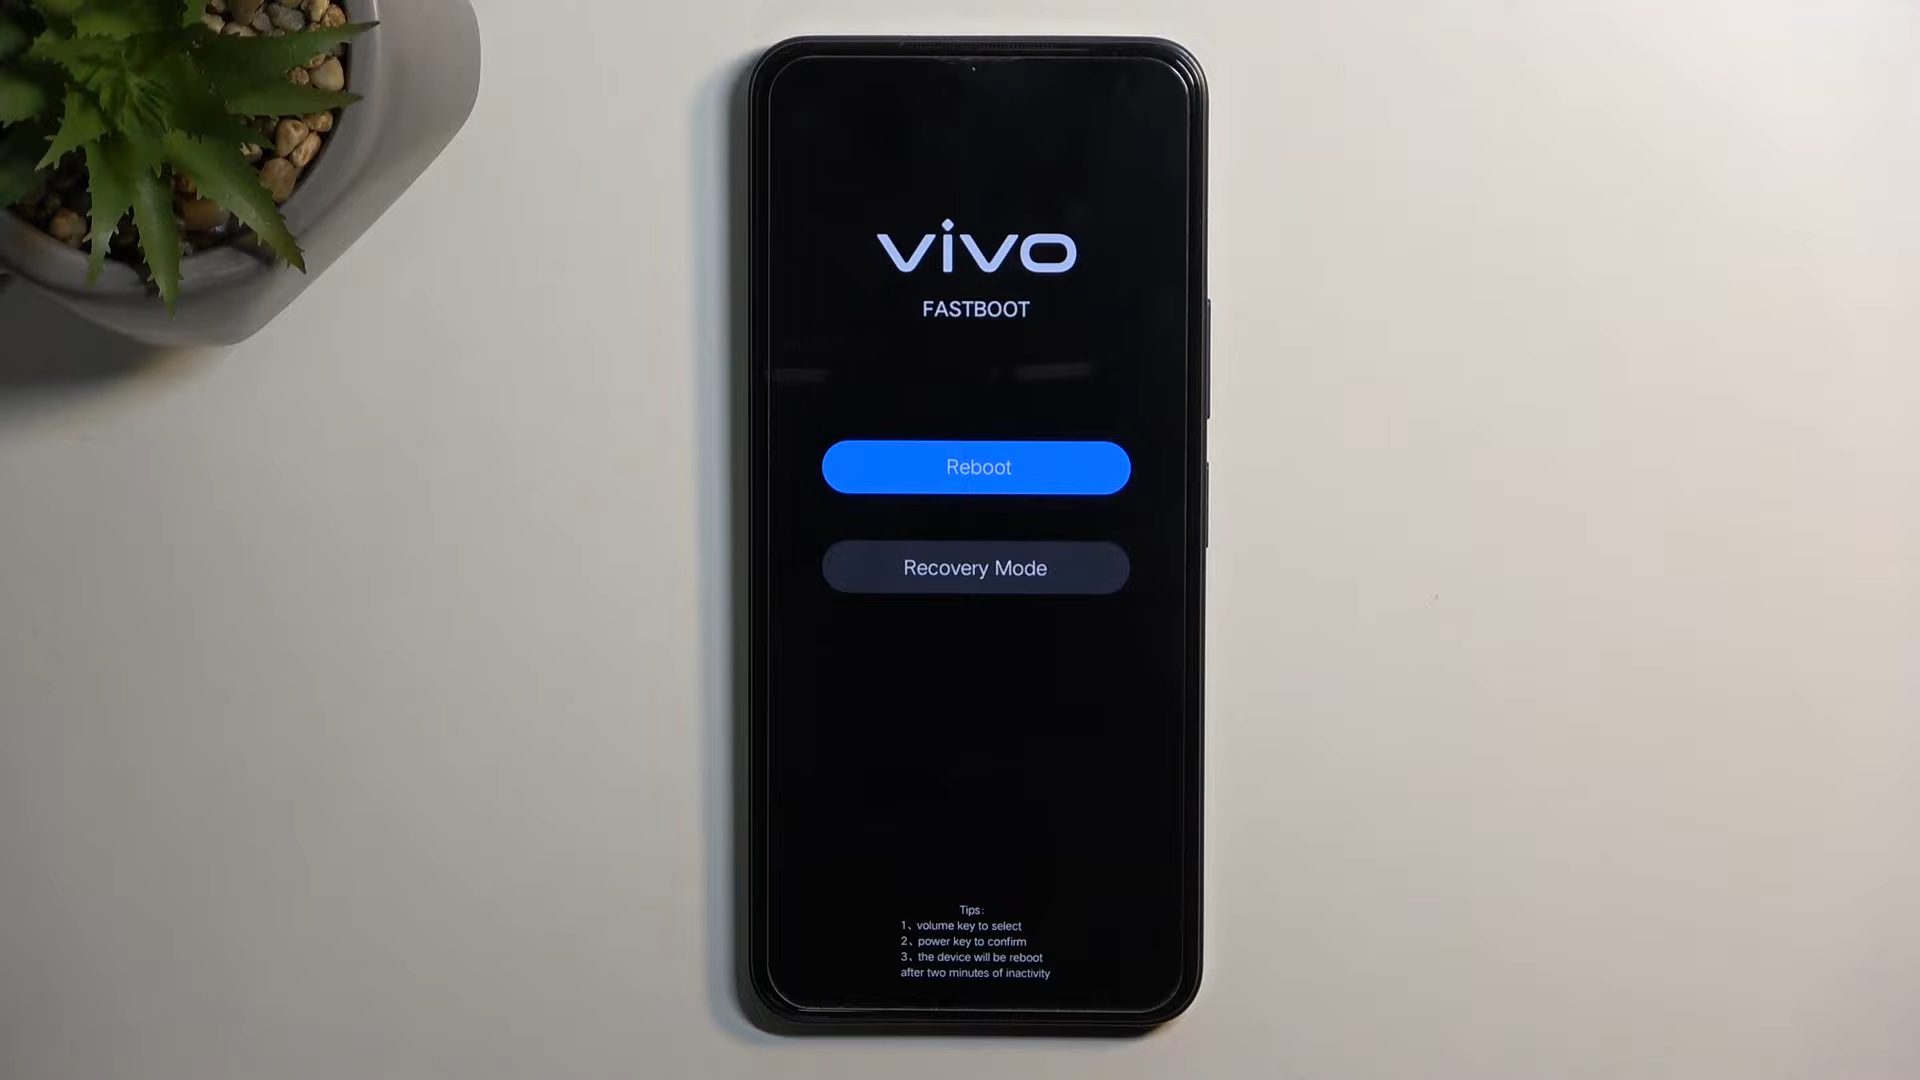 vivo
FASTBOOT
Reboot
Recovery Mode
Tips:
1、volume key to select
2、power key to confirm
3、the device will be reboot
after two minutes of inactivity